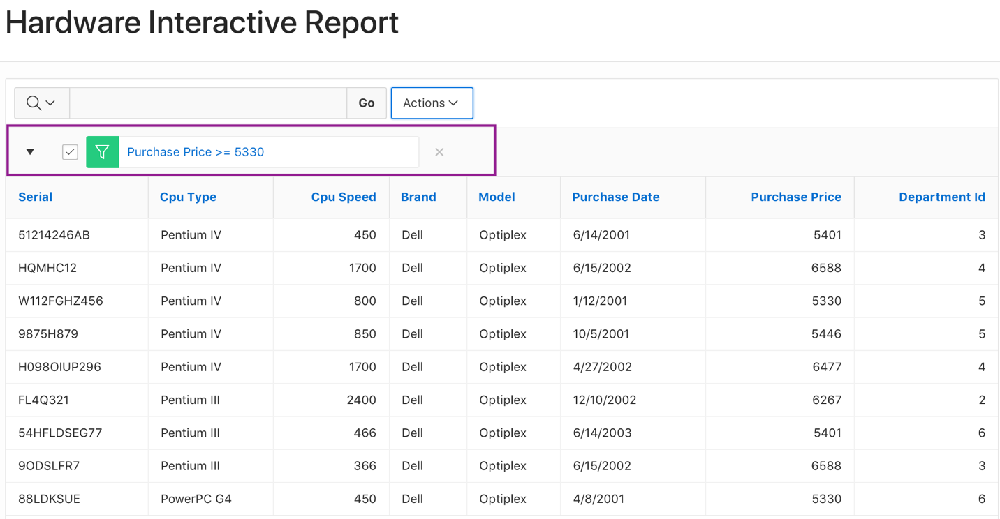 Hardware Interactive Report
Go Actions
Purchase Price >= 5330
Serial Cpu Type Cpu Speed Brand Model Purchase Date Purchase Price Department Id
51214246AB Pentium IV 450 Dell Optiplex 6/14/2001 5401 3
HQMHC12 Pentium IV 1700 Dell Optiplex 6/15/2002 6588 4
W112FGHZ456 Pentium IV 800 Dell Optiplex 1/12/2001 5330 5
9875H879 Pentium IV 850 Dell Optiplex 10/5/2001 5446 5
H098OIUP296 Pentium IV 1700 Dell Optiplex 4/27/2002 6477 4
FL4Q321 Pentium III 2400 Dell Optiplex 12/10/2002 6267 2
54HFLDSEG77 Pentium III 466 Dell Optiplex 6/14/2003 5401 6
9ODSLFR7 Pentium III 366 Dell Optiplex 6/15/2002 6588 3
88LDKSUE PowerPC G4 450 Dell Optiplex 4/8/2001 5330 6